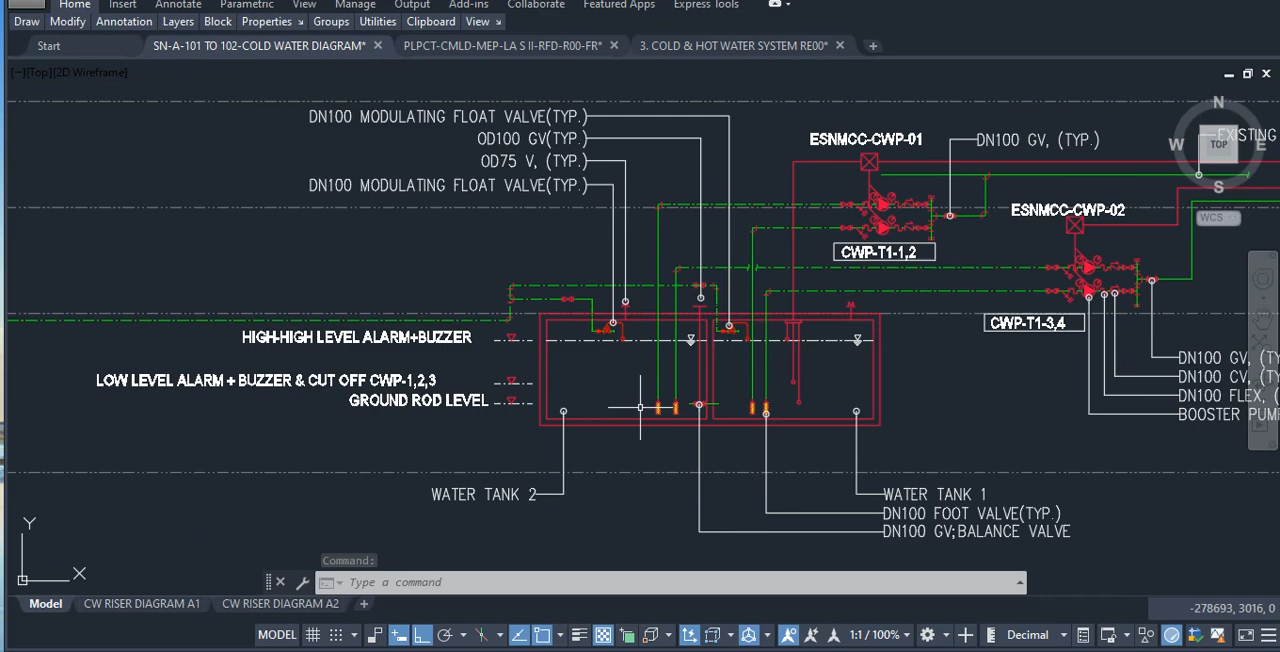 Home Insert Annotate Parametric View Manage Output Add-ins Collaborate Featured Apps Express Tools
Draw Modify Annotation Layers Block Properties Groups Utilities Clipboard View
Start SN-A-101 TO 102-COLD WATER DIAGRAM* PLPCT-CMLD-MEP-LA S II-RFD-R00-FR* 3. COLD & HOT WATER SYSTEM RE00*
[−][Top][2D Wireframe]
N
W TOP E
S
WCS
DN100 MODULATING FLOAT VALVE(TYP.)
OD100 GV(TYP.)
OD75 V, (TYP.)
DN100 MODULATING FLOAT VALVE(TYP.)
ESNMCC-CWP-01
DN100 GV, (TYP.)
EXISTING
ESNMCC-CWP-02
CWP-T1-1,2
CWP-T1-3,4
HIGH-HIGH LEVEL ALARM+BUZZER
LOW LEVEL ALARM + BUZZER & CUT OFF CWP-1,2,3
GROUND ROD LEVEL
M
DN100 GV, (TY
DN100 CV, (TY
DN100 FLEX, (
BOOSTER PUM
WATER TANK 2
WATER TANK 1
DN100 FOOT VALVE(TYP.)
DN100 GV;BALANCE VALVE
Y
X
Command:
Type a command
Model CW RISER DIAGRAM A1 CW RISER DIAGRAM A2
-278693, 3016, 0
MODEL 1:1 / 100% Decimal